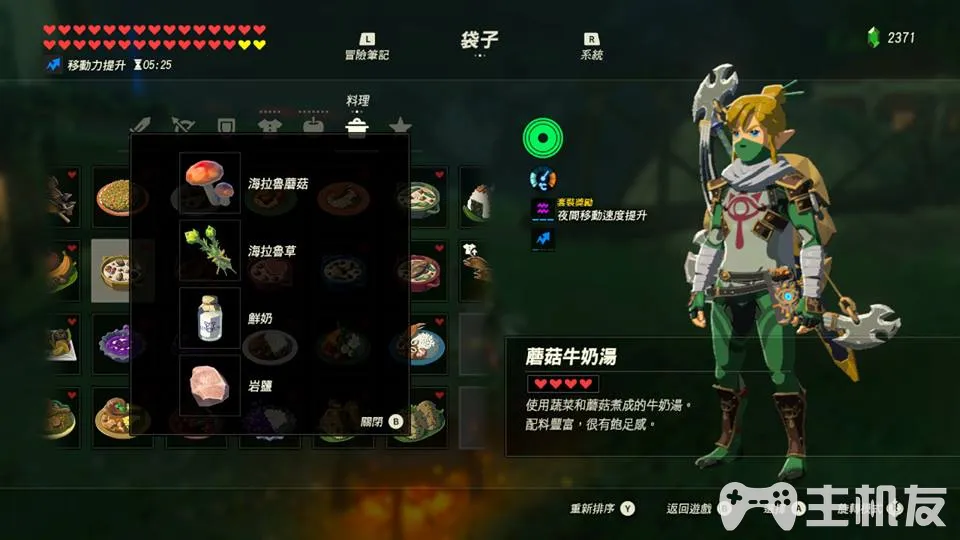 L
袋子
R
2371
冒險筆記
系統
移動力提升 05:25
料理
海拉魯蘑菇
海拉魯草
鮮奶
岩鹽
關閉 B
套裝獎勵
夜間移動速度提升
蘑菇牛奶湯
使用蔬菜和蘑菇煮成的牛奶湯。
配料豐富，很有飽足感。
重新排序 Y
返回遊戲
主机友